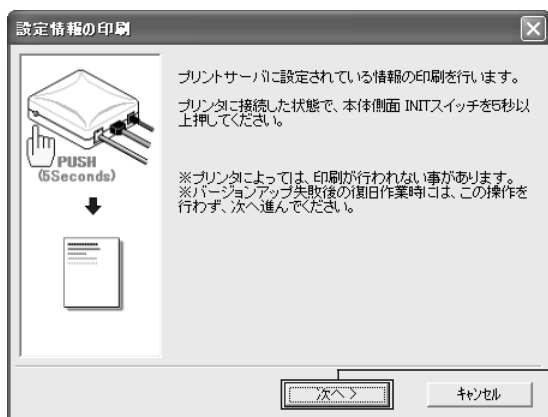 設定情報の印刷
プリントサーバに設定されている情報の印刷を行います。
プリンタに接続した状態で、本体側面 INITスイッチを5秒以
上押してください。
※プリンタによっては、印刷が行われない事があります。
※バージョンアップ失敗後の復旧作業時には、この操作を
行わず、次へ進んでください。
PUSH
(5Seconds)
次へ >
キャンセル